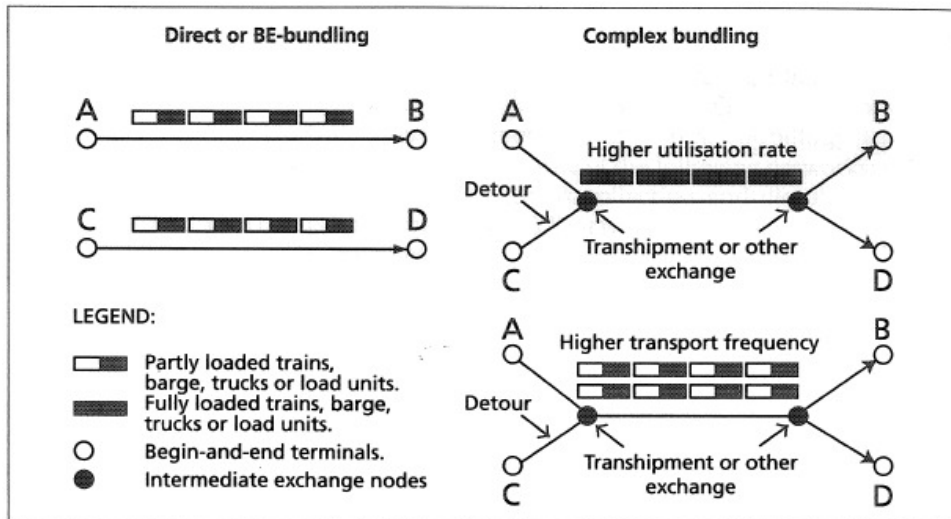 Direct or BE-bundling
A B
C D
LEGEND:
Partly loaded trains,
barge, trucks or load units.
Fully loaded trains, barge,
trucks or load units.
Begin-and-end terminals.
Intermediate exchange nodes
Complex bundling
A B
Higher utilisation rate
Detour
Transhipment or other
exchange
C D
A B
Higher transport frequency
Detour
Transhipment or other
exchange
C D